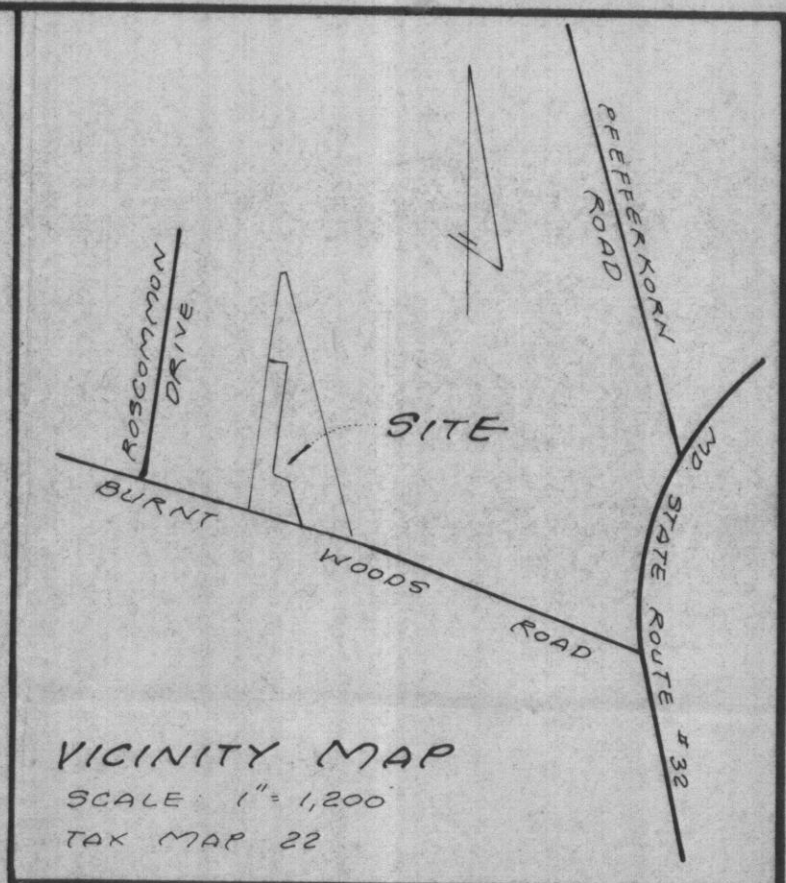 PFEFFERKORN
ROAD
ROSCOMMON
DRIVE
SITE
BURNT WOODS ROAD
MD. STATE ROUTE #32
VICINITY MAP
SCALE: 1"= 1,200'
TAX MAP 22